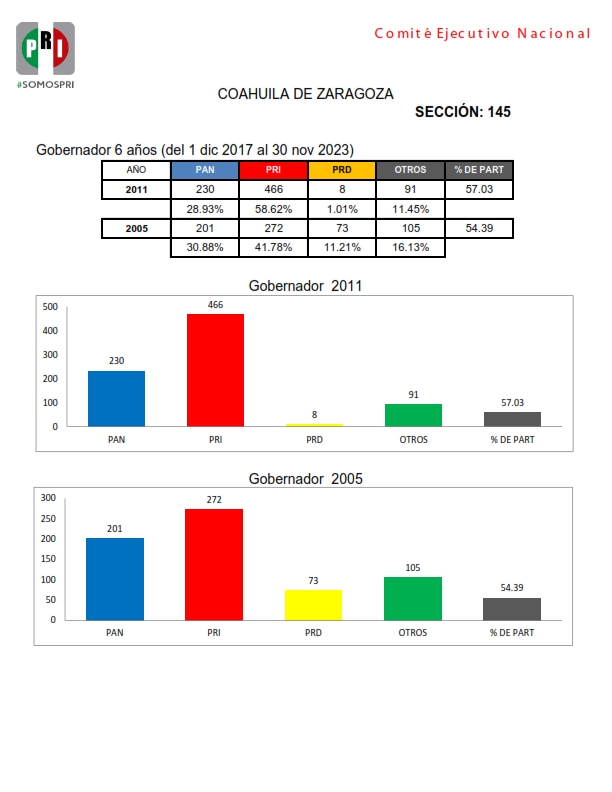 PRI
#SOMOSPRI
Comité Ejecutivo Nacional
COAHUILA DE ZARAGOZA
SECCIÓN: 145
Gobernador 6 años (del 1 dic 2017 al 30 nov 2023)
AÑO PAN PRI PRD OTROS % DE PART
2011 230 466 8 91 57.03
28.93% 58.62% 1.01% 11.45%
2005 201 272 73 105 54.39
30.88% 41.78% 11.21% 16.13%
Gobernador 2011
500
400
300
200
100
0
230
466
8
91
57.03
PAN PRI PRD OTROS % DE PART
Gobernador 2005
300
250
200
150
100
50
0
201
272
73
105
54.39
PAN PRI PRD OTROS % DE PART